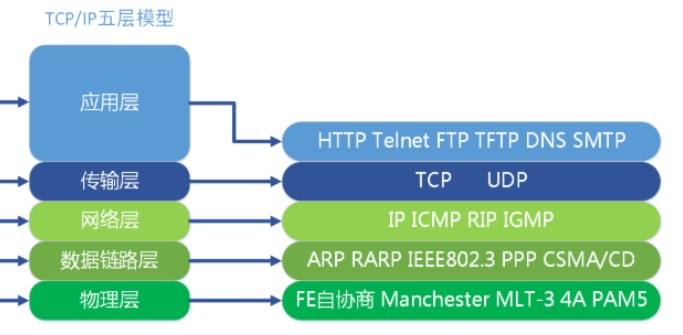 TCP/IP五层模型
应用层
HTTP Telnet FTP TFTP DNS SMTP
传输层
TCP UDP
网络层
IP ICMP RIP IGMP
数据链路层
ARP RARP IEEE802.3 PPP CSMA/CD
物理层
FE自协商 Manchester MLT-3 4A PAM5